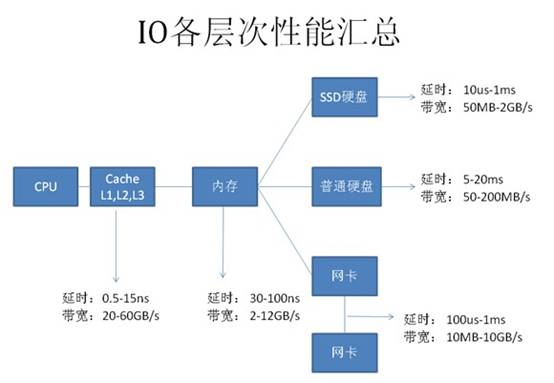 IO各层次性能汇总
SSD硬盘
延时：10us-1ms
带宽：50MB-2GB/s
CPU
Cache
L1,L2,L3
内存
普通硬盘
延时：5-20ms
带宽：50-200MB/s
网卡
延时：0.5-15ns
带宽：20-60GB/s
延时：30-100ns
带宽：2-12GB/s
延时：100us-1ms
带宽：10MB-10GB/s
网卡